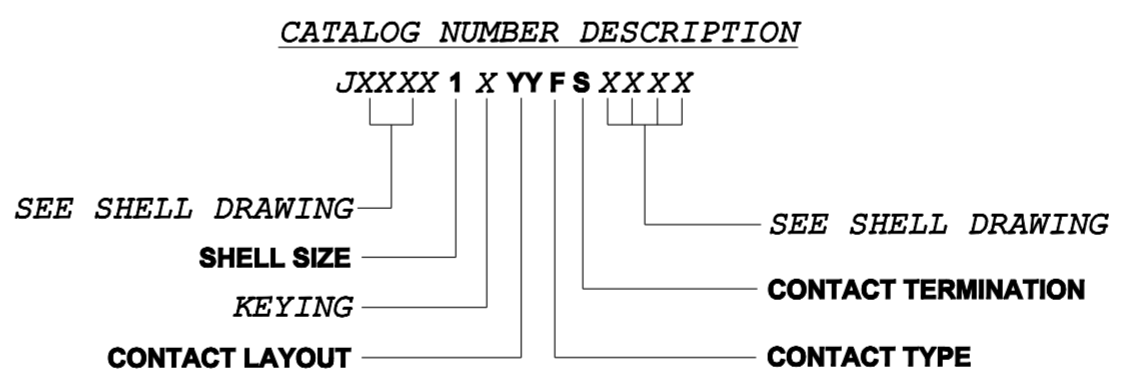 CATALOG NUMBER DESCRIPTION
JXXXX 1 X YY F S XXXX
SEE SHELL DRAWING
SEE SHELL DRAWING
SHELL SIZE
CONTACT TERMINATION
KEYING
CONTACT LAYOUT
CONTACT TYPE